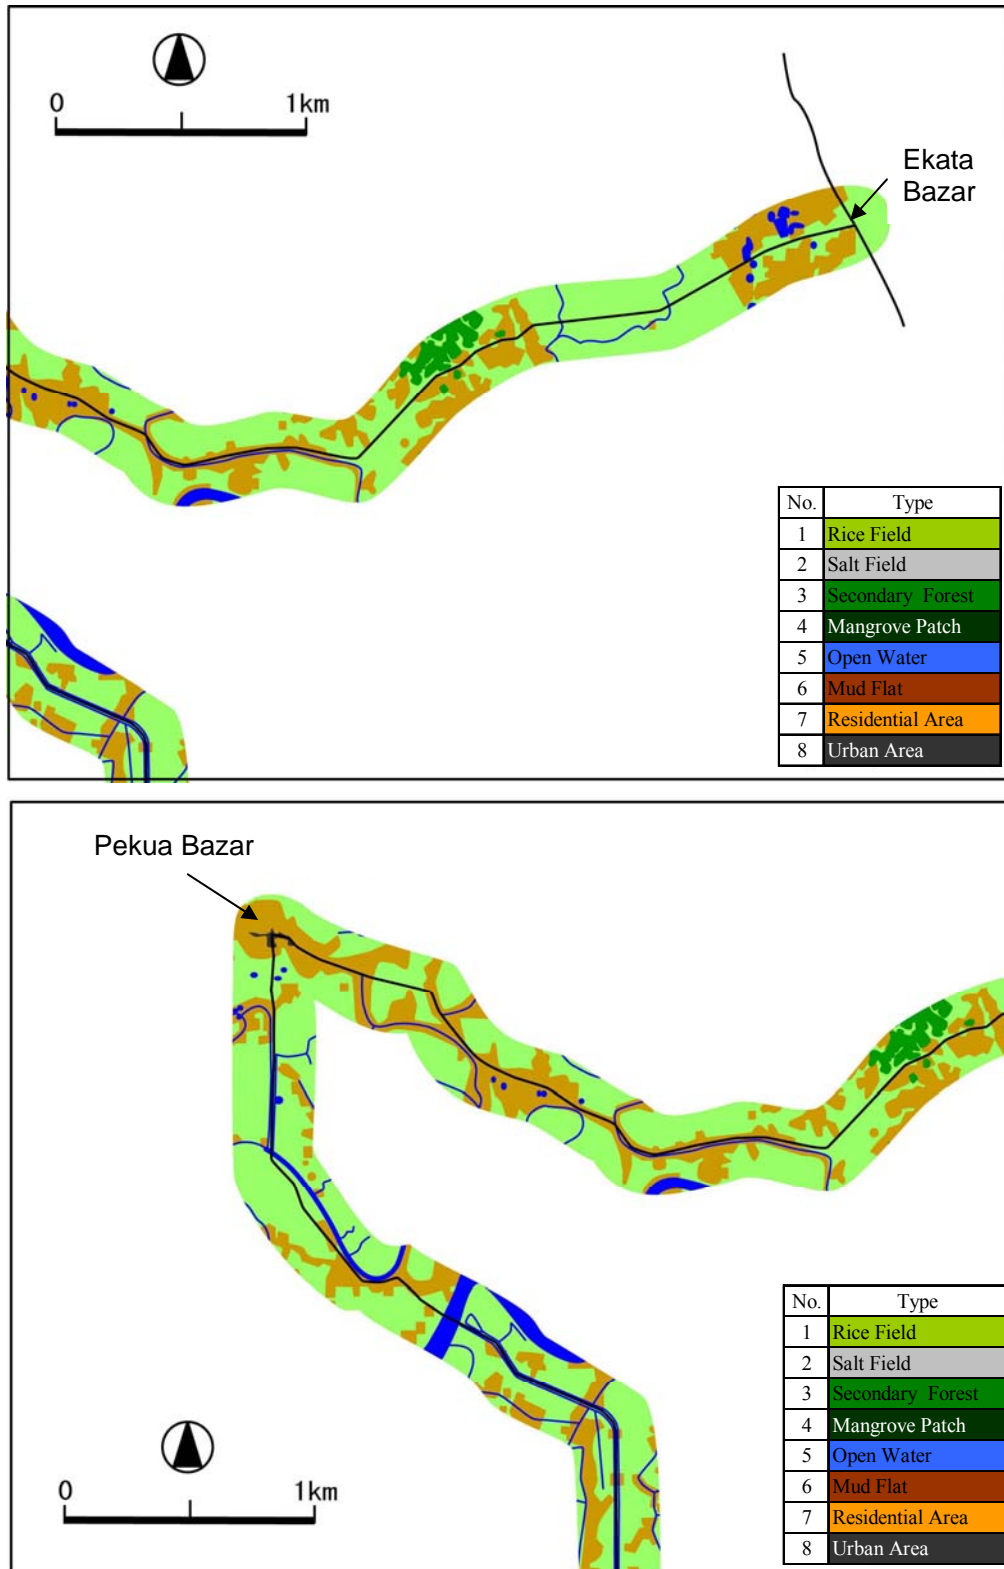 0 1km
Ekata
Bazar
No. Type
1 Rice Field
2 Salt Field
3 Secondary Forest
4 Mangrove Patch
5 Open Water
6 Mud Flat
7 Residential Area
8 Urban Area
Pekua Bazar
No. Type
1 Rice Field
2 Salt Field
3 Secondary Forest
4 Mangrove Patch
5 Open Water
6 Mud Flat
7 Residential Area
8 Urban Area
0 1km